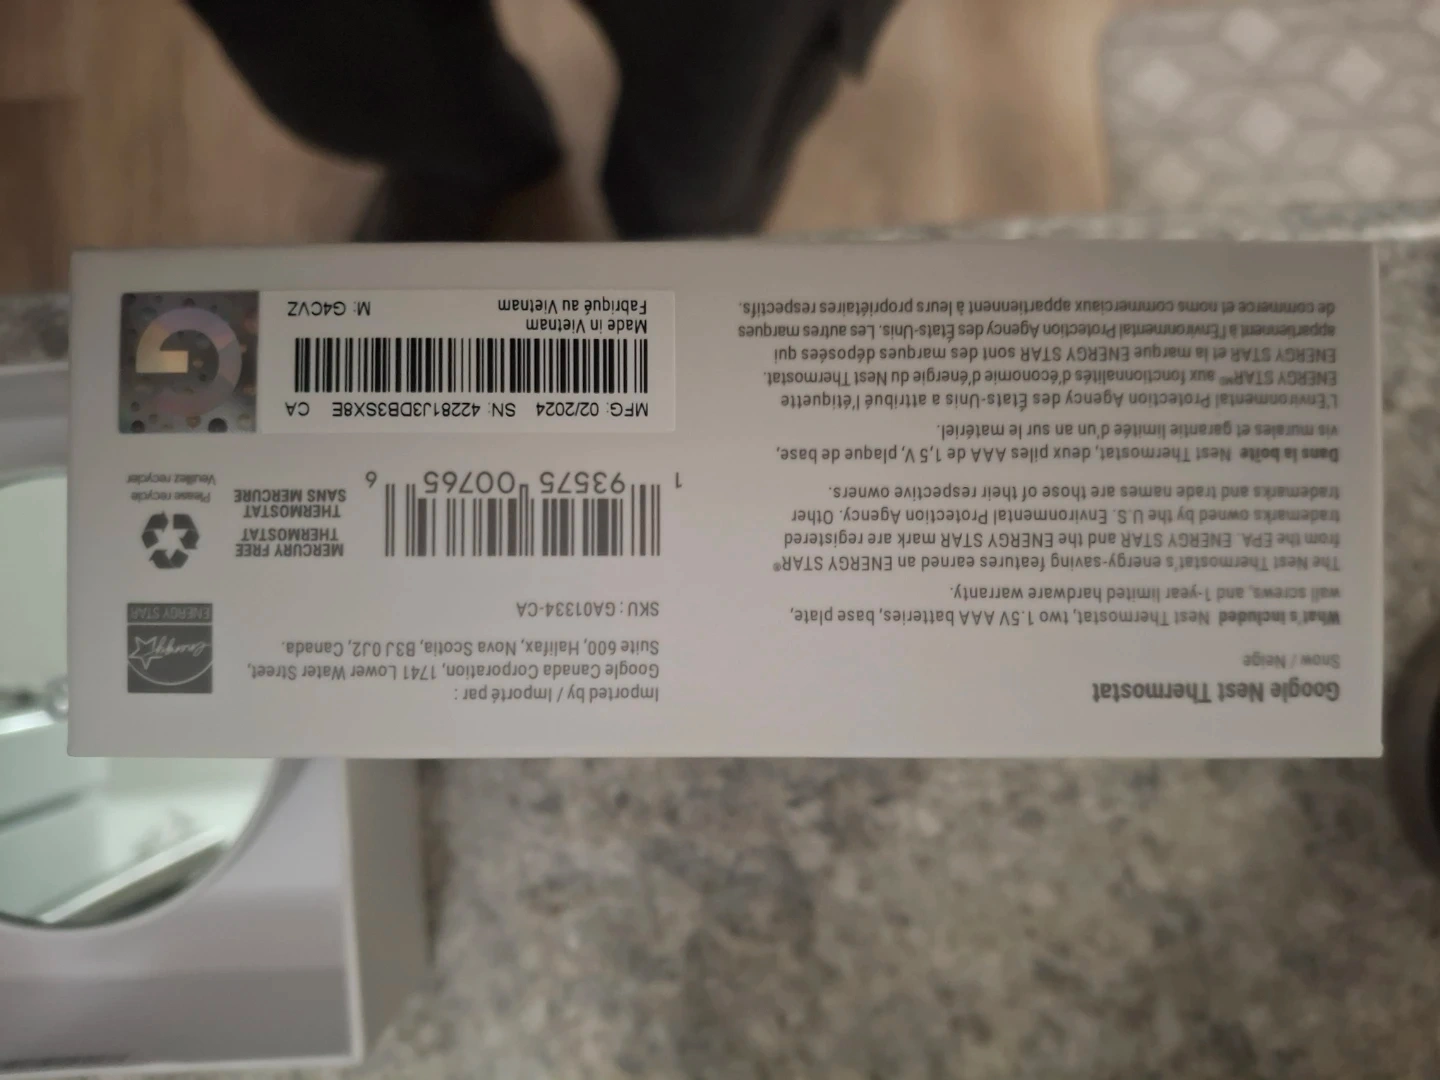 Google Nest Thermostat
Snow / Neige
What's included Nest Thermostat, two 1.5V AAA batteries, base plate,
wall screws, and 1-year limited hardware warranty.
The Nest Thermostat's energy-saving features earned an ENERGY STAR®
from the EPA. ENERGY STAR and the ENERGY STAR mark are registered
trademarks owned by the U.S. Environmental Protection Agency. Other
trademarks and trade names are those of their respective owners.
Dans la boîte Nest Thermostat, deux piles AAA de 1,5 V, plaque de base,
vis murales et garantie limitée d'un an sur le matériel.
L'Environmental Protection Agency des États-Unis a attribué l'étiquette
ENERGY STAR® aux fonctionnalités d'économie d'énergie du Nest Thermostat.
ENERGY STAR et la marque ENERGY STAR sont des marques déposées qui
appartiennent à l'Environmental Protection Agency des États-Unis. Les autres marques
de commerce et noms commerciaux appartiennent à leurs propriétaires respectifs.
Imported by / Importé par :
Google Canada Corporation, 1741 Lower Water Street,
Suite 600, Halifax, Nova Scotia, B3J 0J2, Canada.
SKU: GA01334-CA
energy
ENERGY STAR
1 93575 00765 6
MERCURY FREE
THERMOSTAT
THERMOSTAT
SANS MERCURE
Please recycle
Veuillez recycler
MFG: 02/2024 SN: 42281J3DB3SX8E CA
Made in Vietnam
Fabriqué au Vietnam M: G4CVZ
G